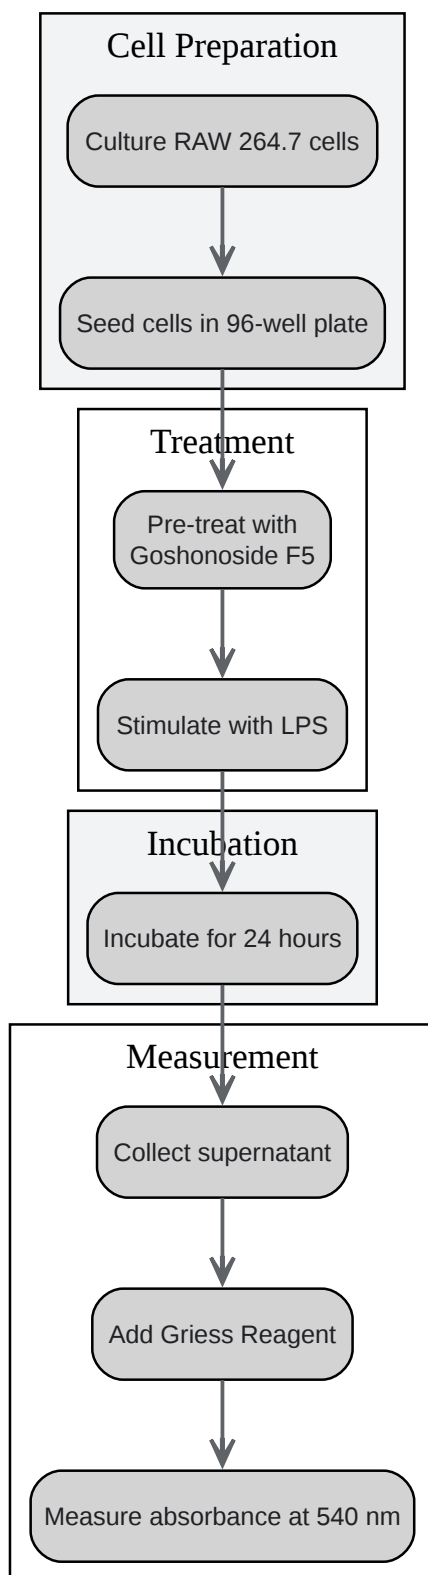 Cell Preparation
Culture RAW 264.7 cells
Seed cells in 96-well plate
Treatment
Pre-treat with
Goshonoside F5
Stimulate with LPS
Incubation
Incubate for 24 hours
Measurement
Collect supernatant
Add Griess Reagent
Measure absorbance at 540 nm